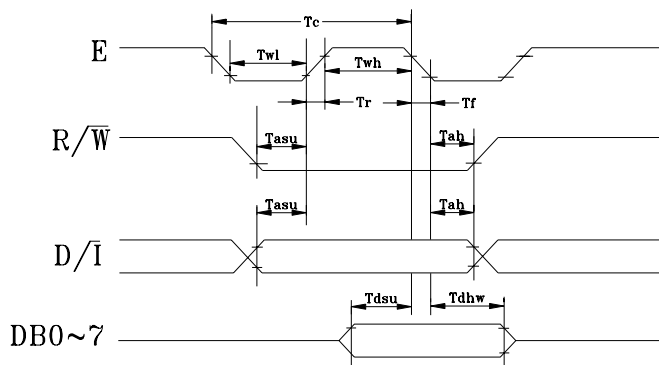 Tc
E
Twl
Twh
Tr
Tf
R/W̅
Tasu
Tah
Tasu
Tah
D/I̅
Tdsu
Tdhw
DB0~7